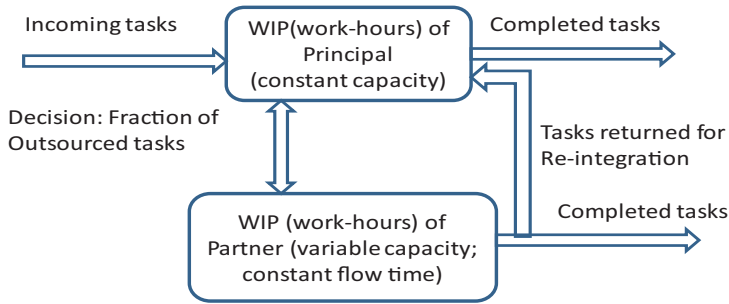 Incoming tasks
WIP(work-hours) of
Principal
(constant capacity)
Completed tasks
Decision: Fraction of
Outsourced tasks
Tasks returned for
Re-integration
WIP (work-hours) of
Partner (variable capacity;
constant flow time)
Completed tasks